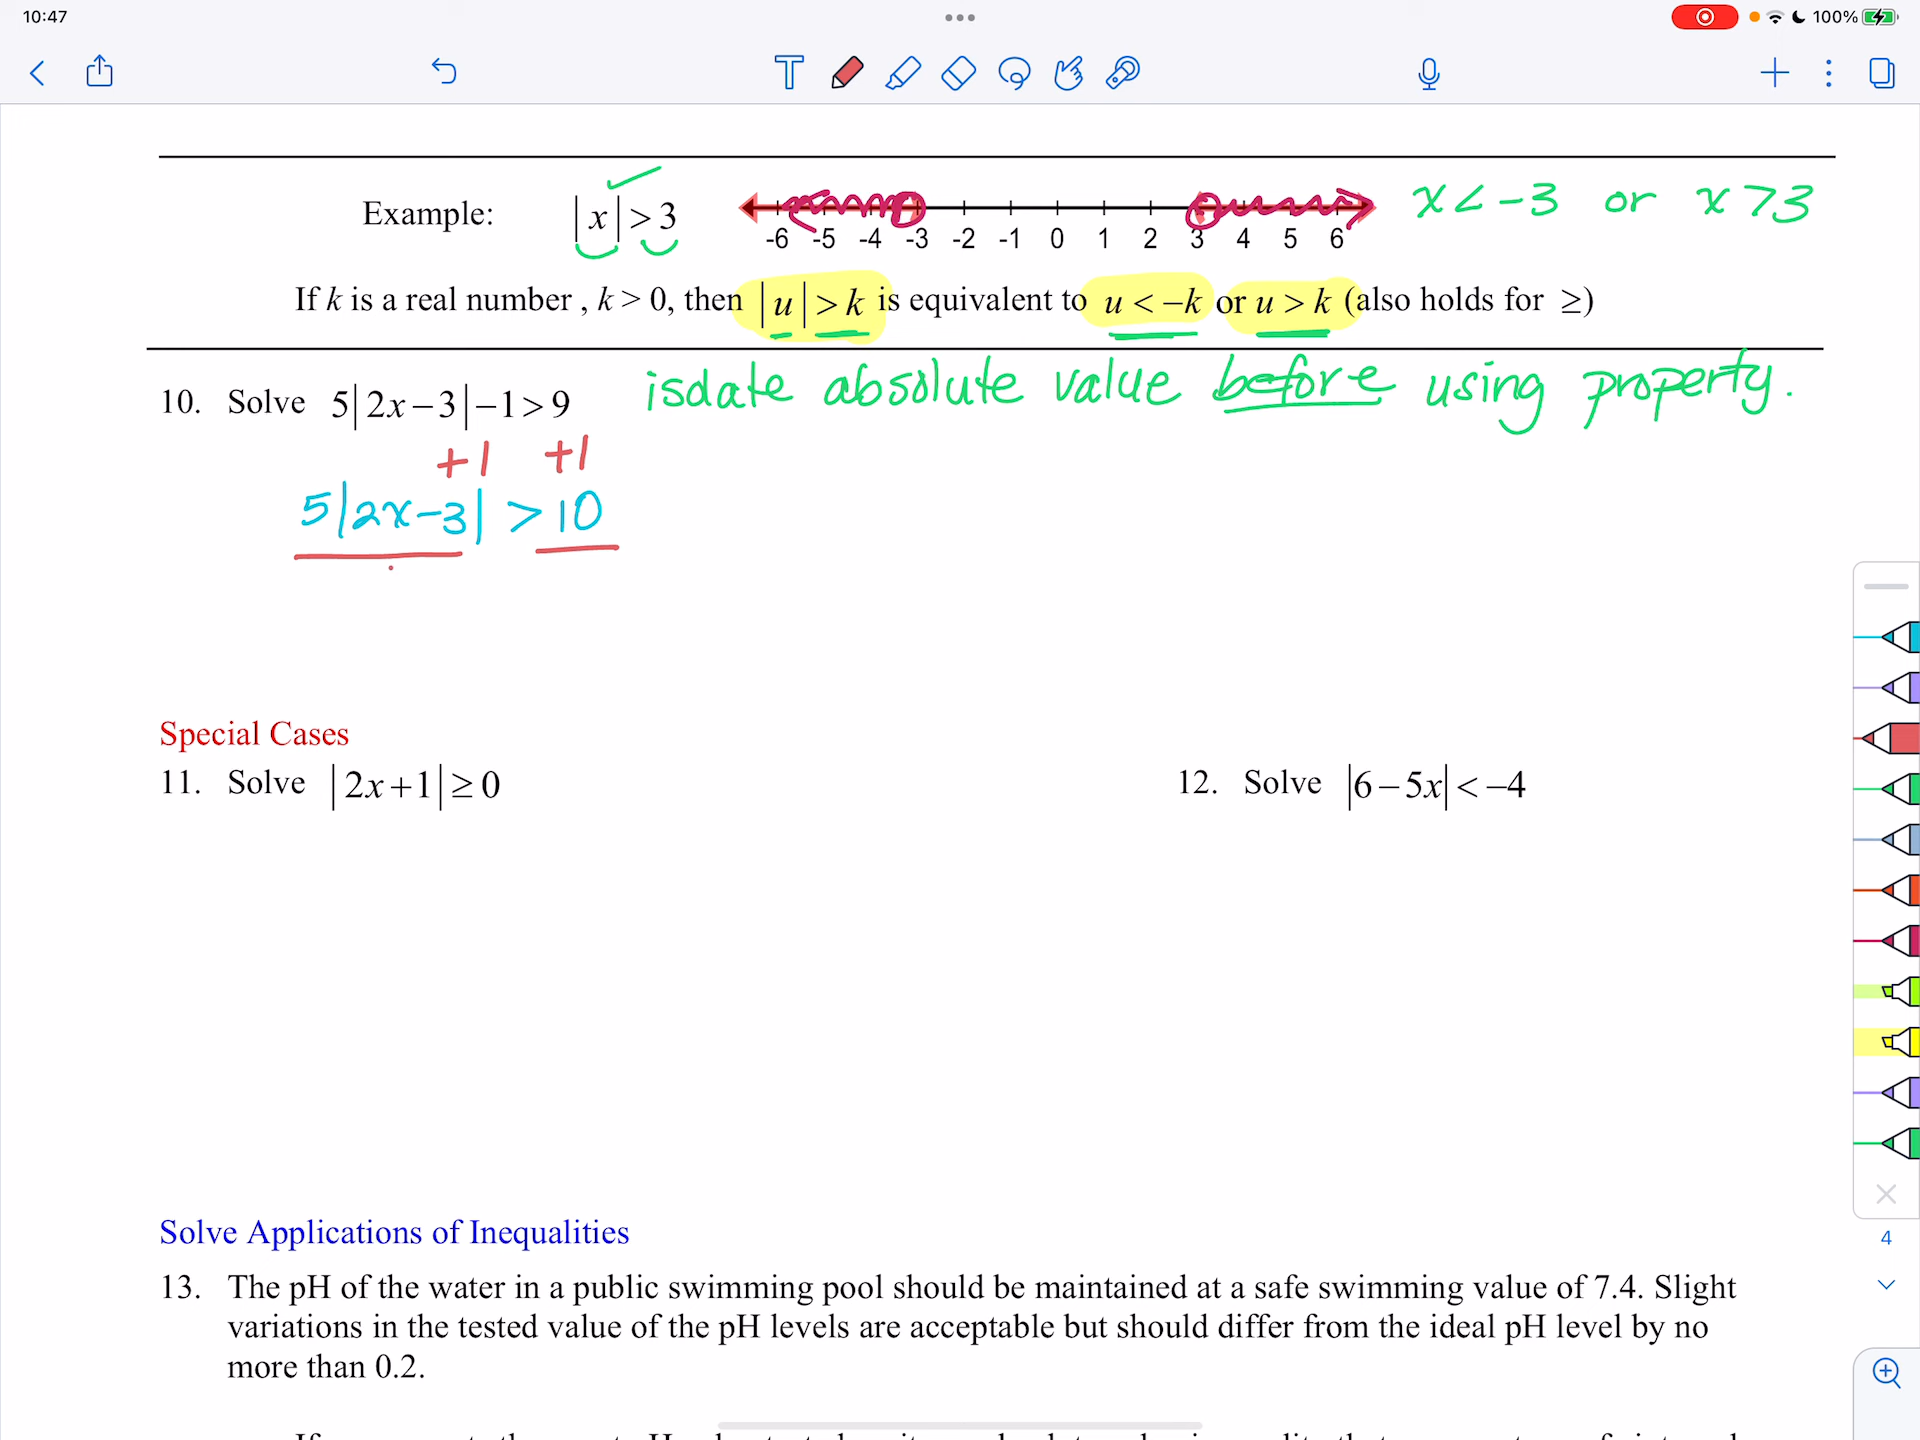 10:47
100%
Example: |x| > 3
x < -3 or x > 3
-6 -5 -4 -3 -2 -1 0 1 2 3 4 5 6
If k is a real number , k > 0, then |u| > k is equivalent to u < −k or u > k (also holds for ≥)
10. Solve 5|2x − 3| − 1 > 9
isolate absolute value before using property.
+1 +1
5|2x-3| > 10
Special Cases
11. Solve |2x + 1| ≥ 0
12. Solve |6 − 5x| < −4
Solve Applications of Inequalities
13. The pH of the water in a public swimming pool should be maintained at a safe swimming value of 7.4. Slight
variations in the tested value of the pH levels are acceptable but should differ from the ideal pH level by no
more than 0.2.
4